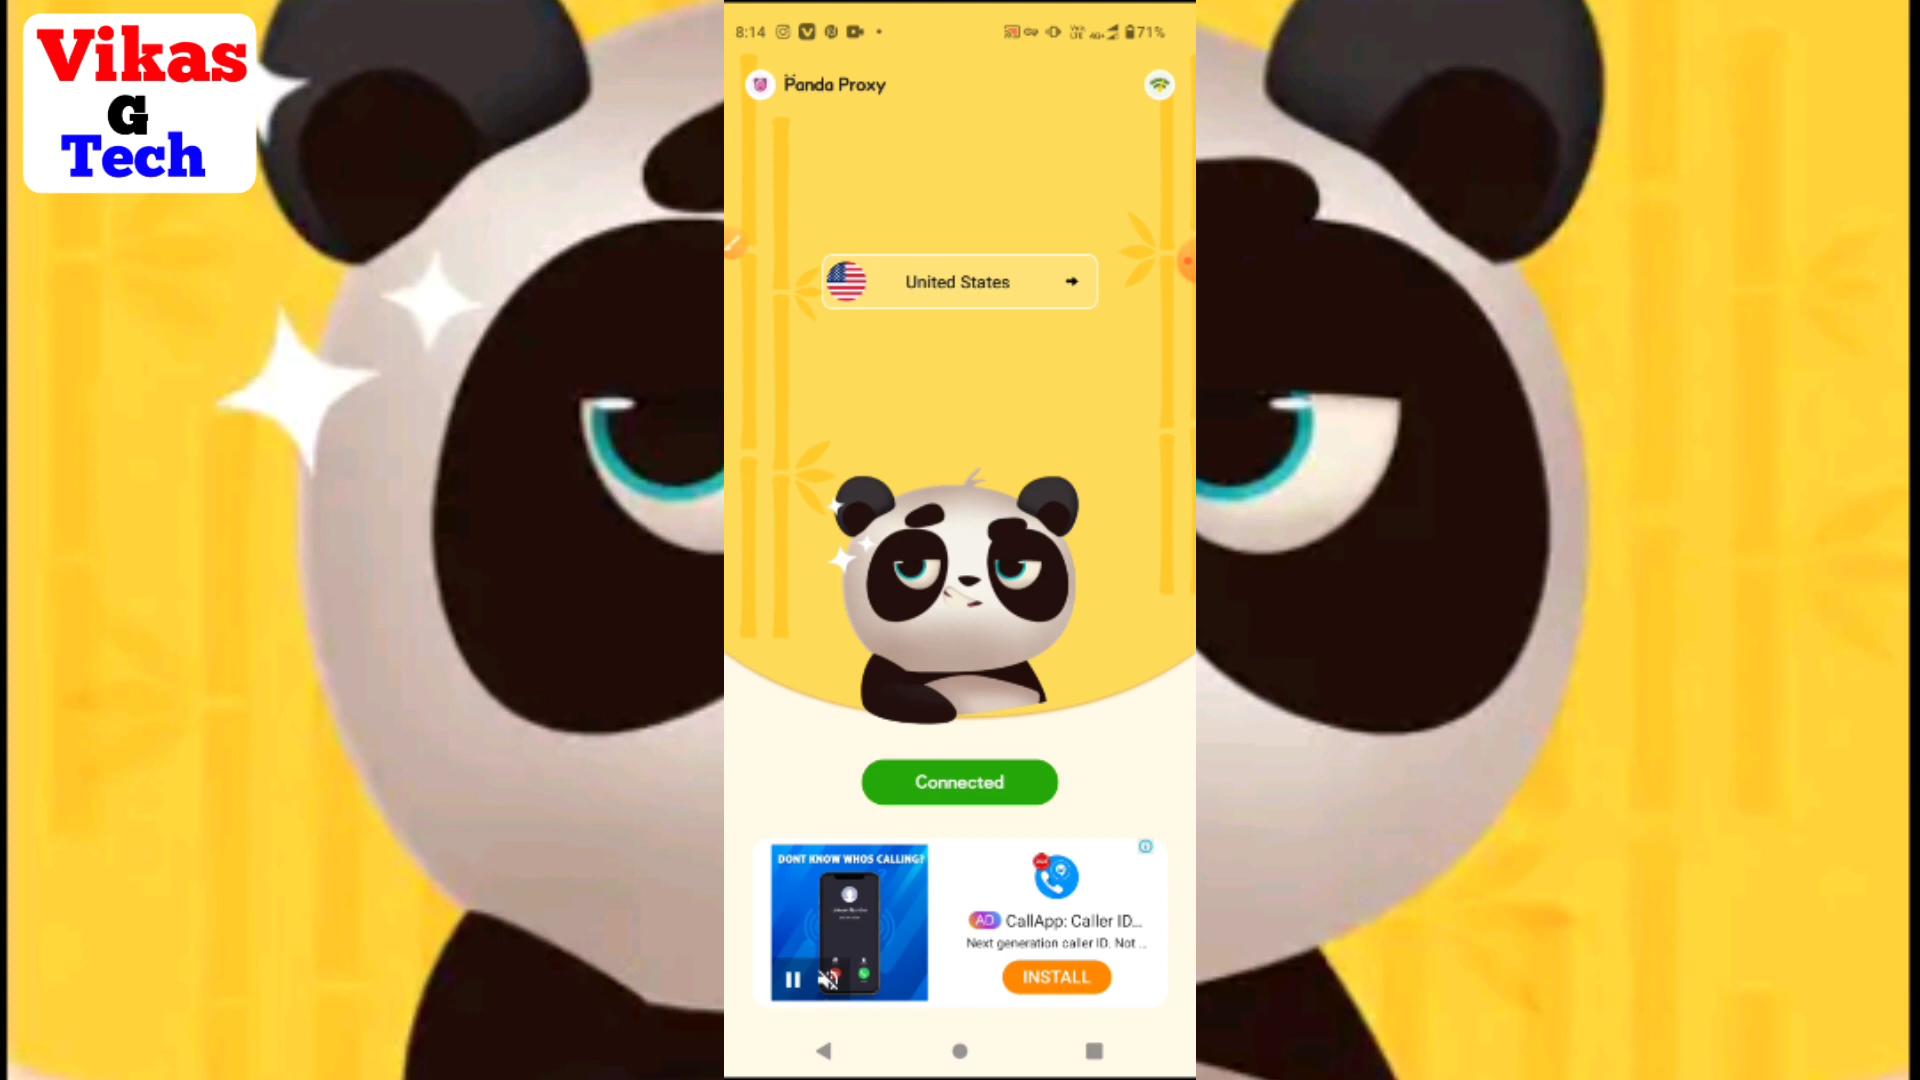 Vikas
G
Tech
8:14
71%
Panda Proxy
United States
Connected
DONT KNOW WHOS CALLING?
AD CallApp: Caller ID...
Next generation caller ID. Not ...
INSTALL